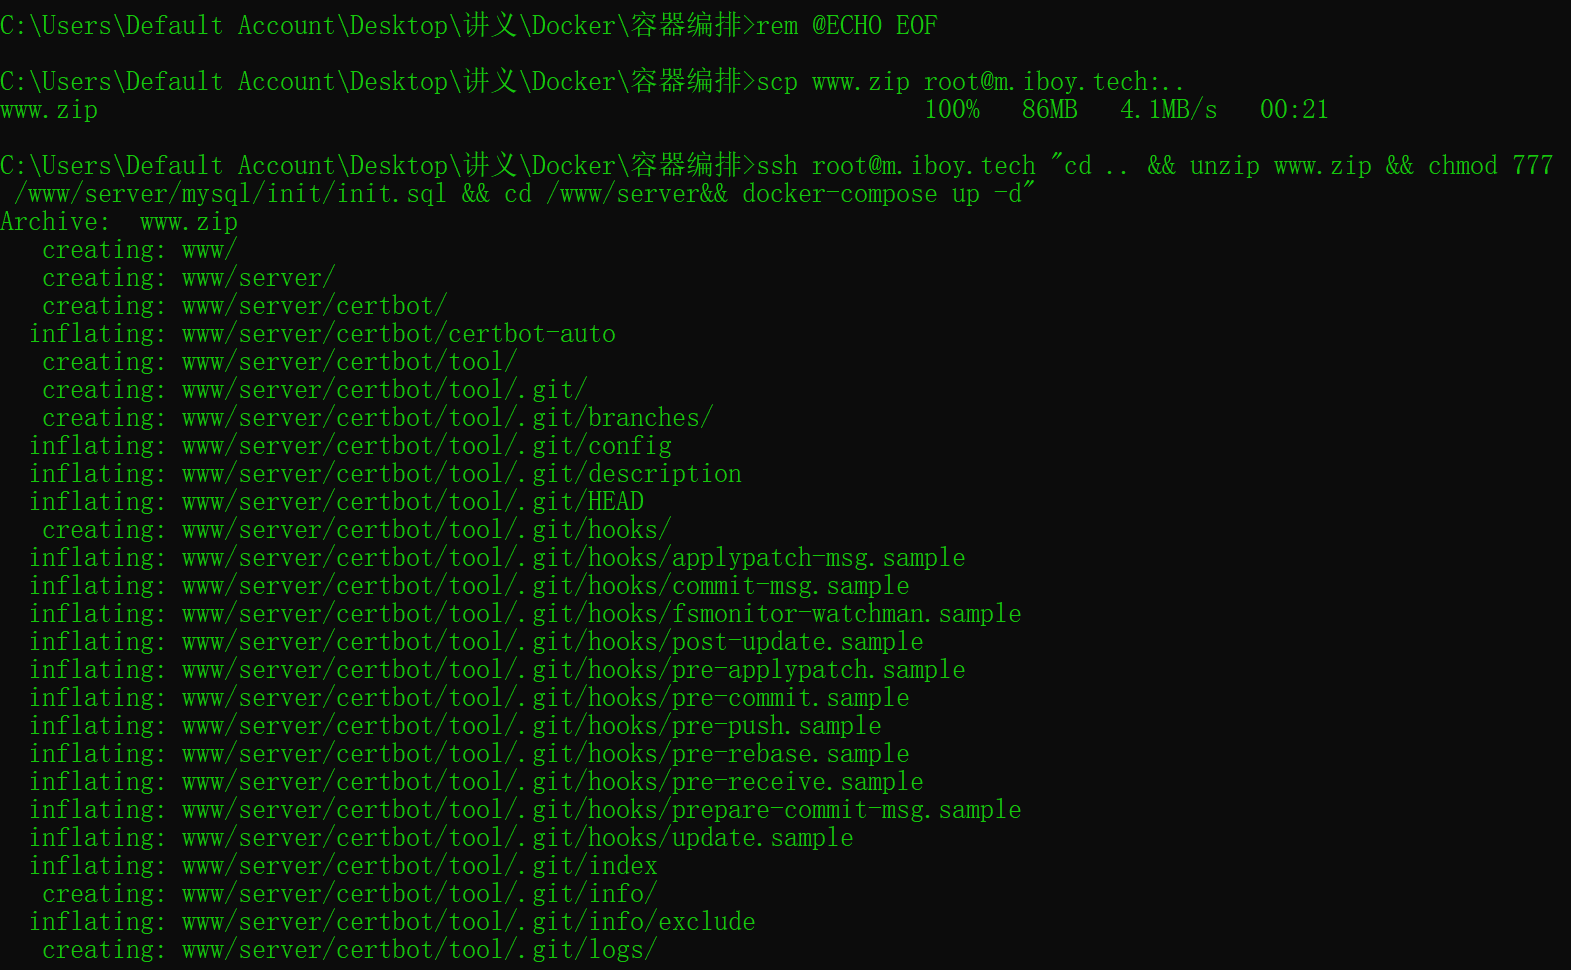 C:\Users\Default Account\Desktop\讲义\Docker\容器编排>rem @ECHO EOF
C:\Users\Default Account\Desktop\讲义\Docker\容器编排>scp www.zip root@m.iboy.tech:..
www.zip 100% 86MB 4.1MB/s 00:21
C:\Users\Default Account\Desktop\讲义\Docker\容器编排>ssh root@m.iboy.tech "cd .. && unzip www.zip && chmod 777
/www/server/mysql/init/init.sql && cd /www/server&& docker-compose up -d"
Archive:  www.zip
creating: www/
creating: www/server/
creating: www/server/certbot/
inflating: www/server/certbot/certbot-auto
creating: www/server/certbot/tool/
creating: www/server/certbot/tool/.git/
creating: www/server/certbot/tool/.git/branches/
inflating: www/server/certbot/tool/.git/config
inflating: www/server/certbot/tool/.git/description
inflating: www/server/certbot/tool/.git/HEAD
creating: www/server/certbot/tool/.git/hooks/
inflating: www/server/certbot/tool/.git/hooks/applypatch-msg.sample
inflating: www/server/certbot/tool/.git/hooks/commit-msg.sample
inflating: www/server/certbot/tool/.git/hooks/fsmonitor-watchman.sample
inflating: www/server/certbot/tool/.git/hooks/post-update.sample
inflating: www/server/certbot/tool/.git/hooks/pre-applypatch.sample
inflating: www/server/certbot/tool/.git/hooks/pre-commit.sample
inflating: www/server/certbot/tool/.git/hooks/pre-push.sample
inflating: www/server/certbot/tool/.git/hooks/pre-rebase.sample
inflating: www/server/certbot/tool/.git/hooks/pre-receive.sample
inflating: www/server/certbot/tool/.git/hooks/prepare-commit-msg.sample
inflating: www/server/certbot/tool/.git/hooks/update.sample
inflating: www/server/certbot/tool/.git/index
creating: www/server/certbot/tool/.git/info/
inflating: www/server/certbot/tool/.git/info/exclude
creating: www/server/certbot/tool/.git/logs/